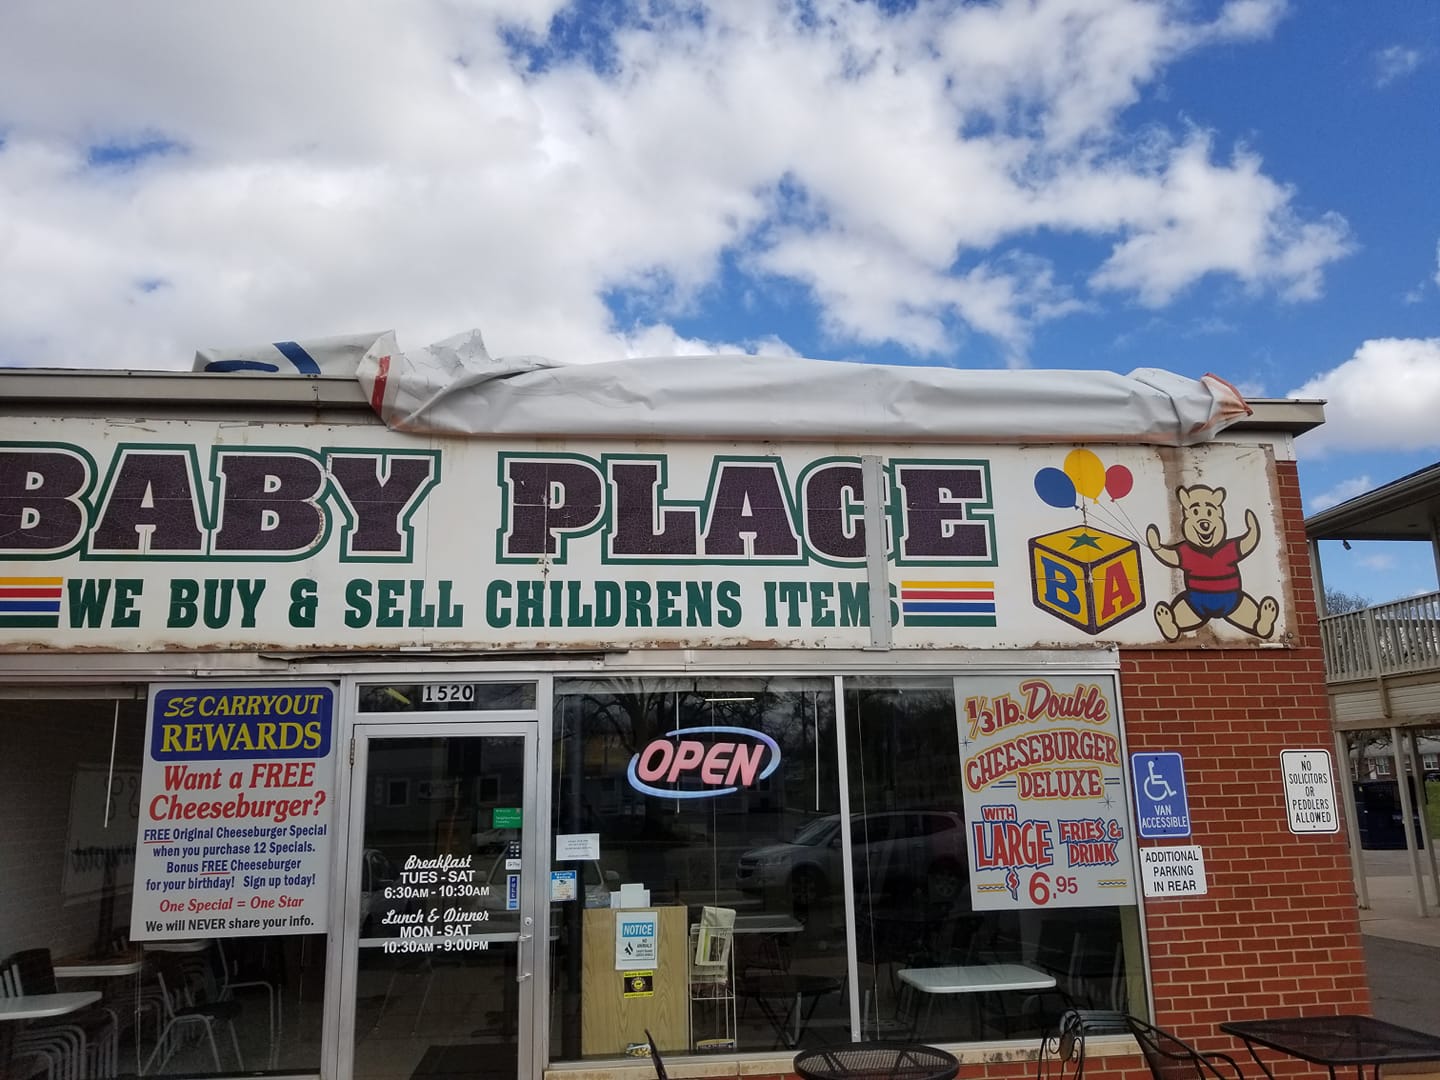 BABY PLACE
WE BUY & SELL CHILDRENS ITEMS
B A
1520
SE CARRYOUT
REWARDS
Want a FREE
Cheeseburger?
FREE Original Cheeseburger Special
when you purchase 12 Specials.
Bonus FREE Cheeseburger
for your birthday! Sign up today!
One Special = One Star
We will NEVER share your info.
Breakfast
TUES - SAT
6:30AM - 10:30AM
Lunch & Dinner
MON - SAT
10:30AM - 9:00PM
PULL
OPEN
NOTICE
NO
ANIMALS
1/3 lb. Double
CHEESEBURGER
DELUXE
WITH
LARGE FRIES &
DRINK
$6.95
VAN
ACCESSIBLE
ADDITIONAL
PARKING
IN REAR
NO
SOLICITORS
OR
PEDDLERS
ALLOWED